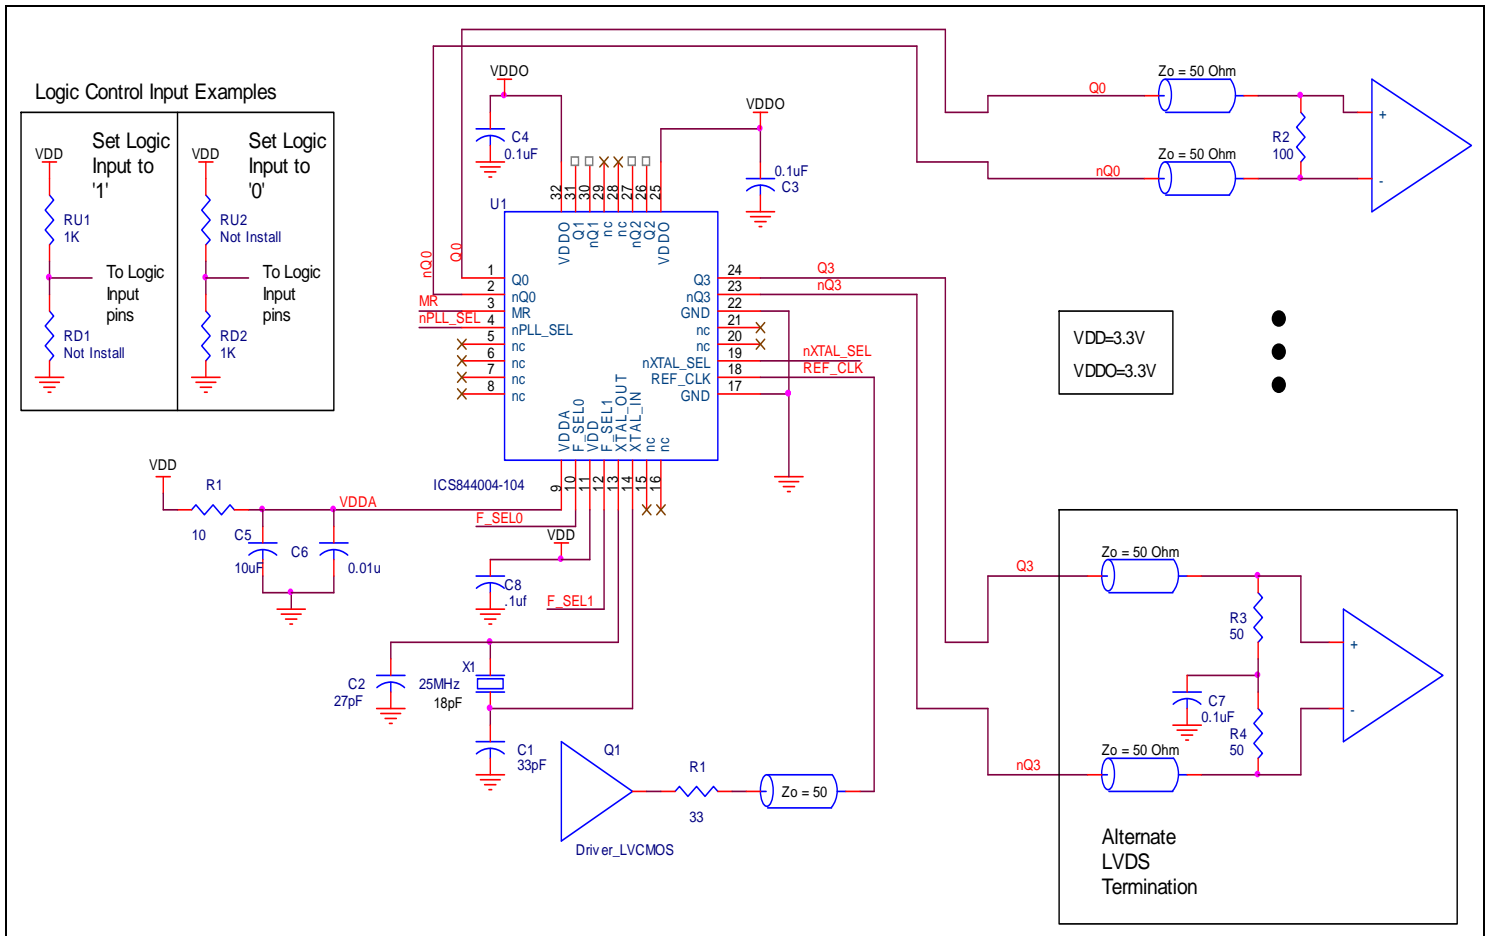 Logic Control Input Examples
Set Logic
Input to
'1'
VDD
RU1
1K
To Logic
Input
pins
RD1
Not Install
Set Logic
Input to
'0'
VDD
RU2
Not Install
To Logic
Input
pins
RD2
1K
VDDO
C4
0.1uF
VDDO
0.1uF
C3
U1
32
31
30
29
28
27
26
25
VDDO
Q1
nQ1
nc
nc
nQ2
Q2
VDDO
nQ0
Q0
1
2
3
4
5
6
7
8
MR
nPLL_SEL
Q0
nQ0
MR
nPLL_SEL
nc
nc
nc
nc
24
23
22
21
20
19
18
17
Q3
nQ3
GND
nc
nc
nXTAL_SEL
REF_CLK
GND
Q3
nQ3
nXTAL_SEL
REF_CLK
VDDA
F_SEL0
VDD
F_SEL1
XTAL_OUT
XTAL_IN
nc
nc
9
10
11
12
13
14
15
16
ICS844004-104
VDD
R1
10
VDDA
C5
10uF
C6
0.01u
F_SEL0
VDD
C8
.1uf
F_SEL1
C2
27pF
X1
25MHz
18pF
C1
33pF
Q1
Driver_LVCMOS
R1
33
Zo = 50
Q0
Zo = 50 Ohm
R2
100
nQ0
Zo = 50 Ohm
+
-
VDD=3.3V
VDDO=3.3V
Q3
Zo = 50 Ohm
R3
50
C7
0.1uF
R4
50
nQ3
Zo = 50 Ohm
+
-
Alternate
LVDS
Termination